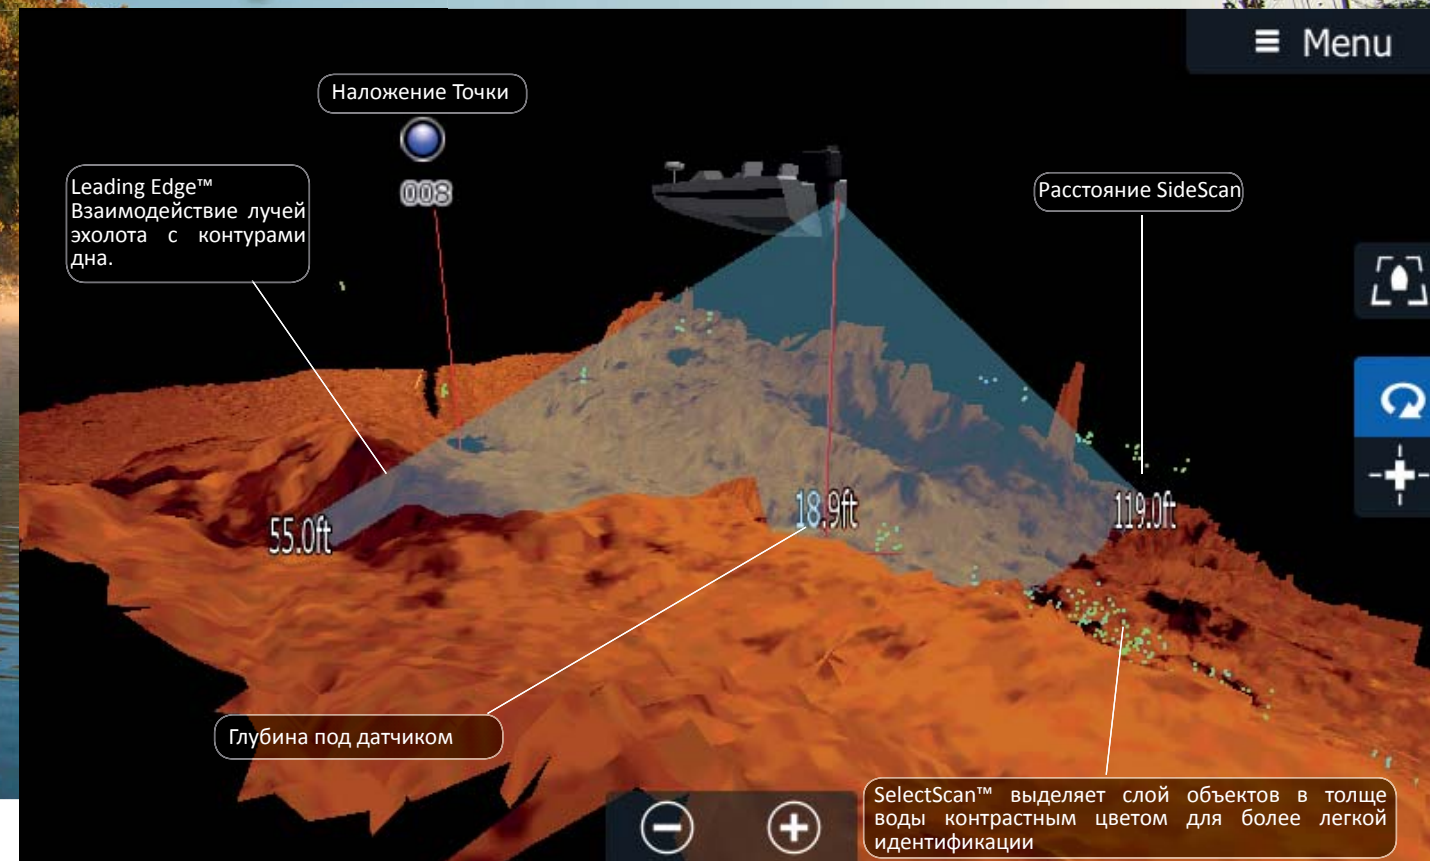 ≡ Menu
Наложение Точки
008
Leading Edge™
Взаимодействие лучей
эхолота с контурами
дна.
Расстояние SideScan
55.0ft
18.9ft
119.0ft
Глубина под датчиком
SelectScan™ выделяет слой объектов в толще
воды контрастным цветом для более легкой
идентификации